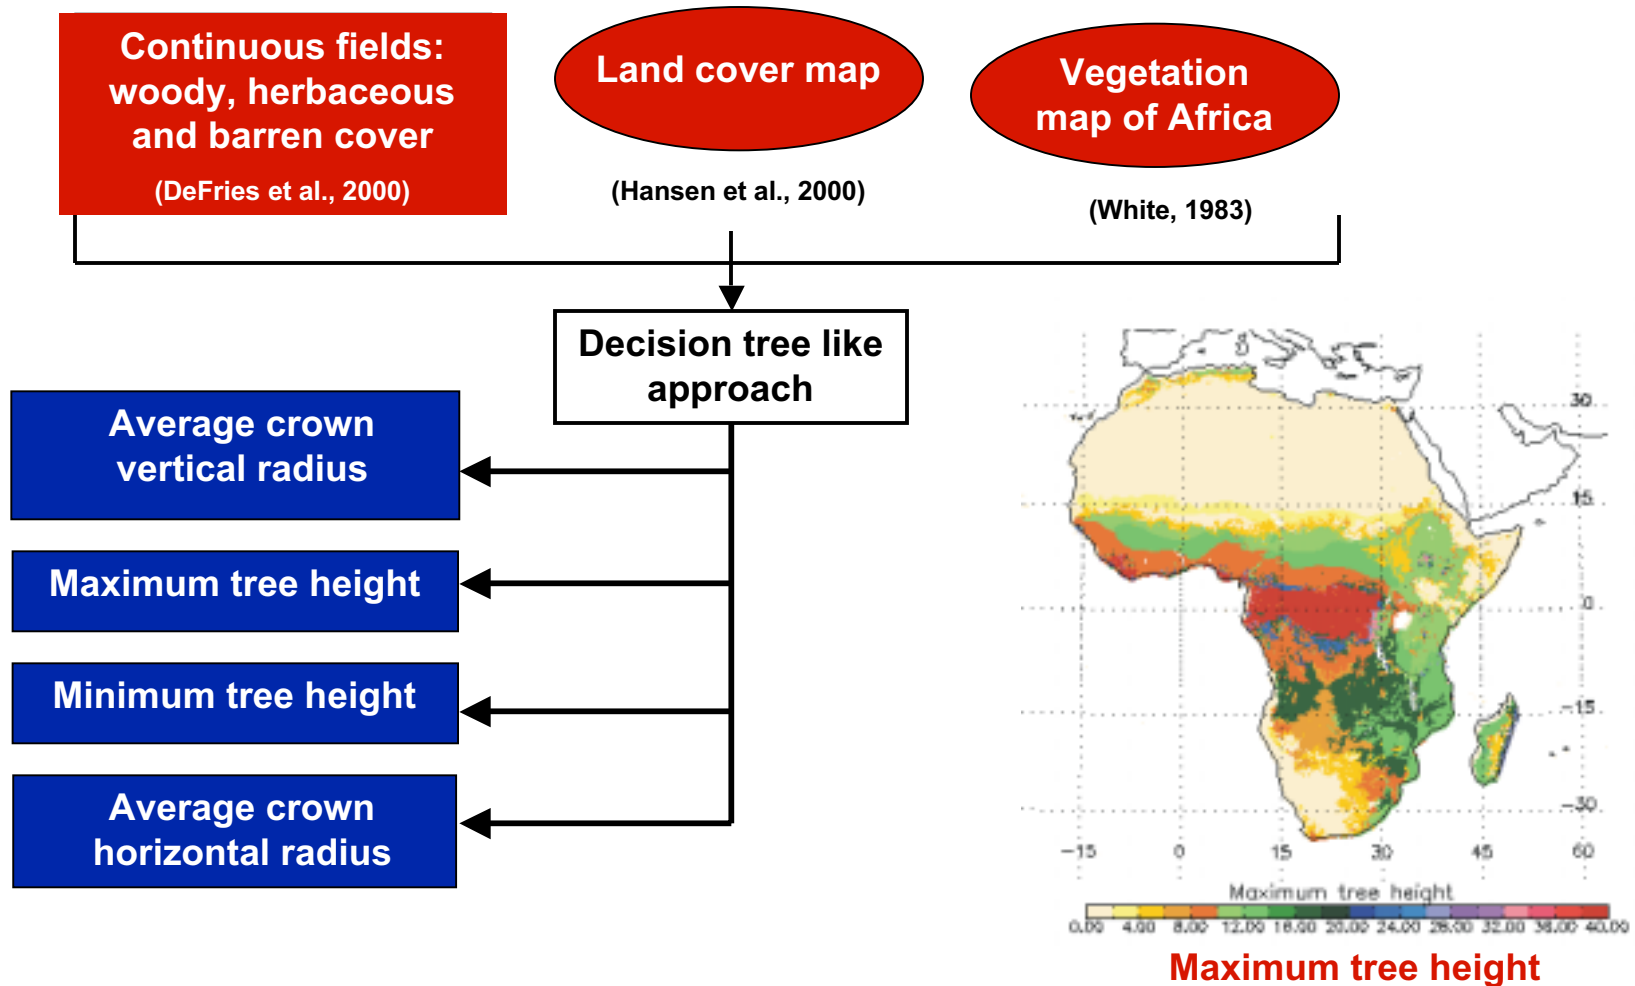 Continuous fields:
woody, herbaceous
and barren cover
(DeFries et al., 2000)
Land cover map
(Hansen et al., 2000)
Vegetation
map of Africa
(White, 1983)
Decision tree like
approach
Average crown
vertical radius
Maximum tree height
Minimum tree height
Average crown
horizontal radius
30
15
0
-15
-30
-15 0 15 30 45 60
Maximum tree height
0.00 4.00 8.00 12.00 16.00 20.00 24.00 28.00 32.00 36.00 40.00
Maximum tree height